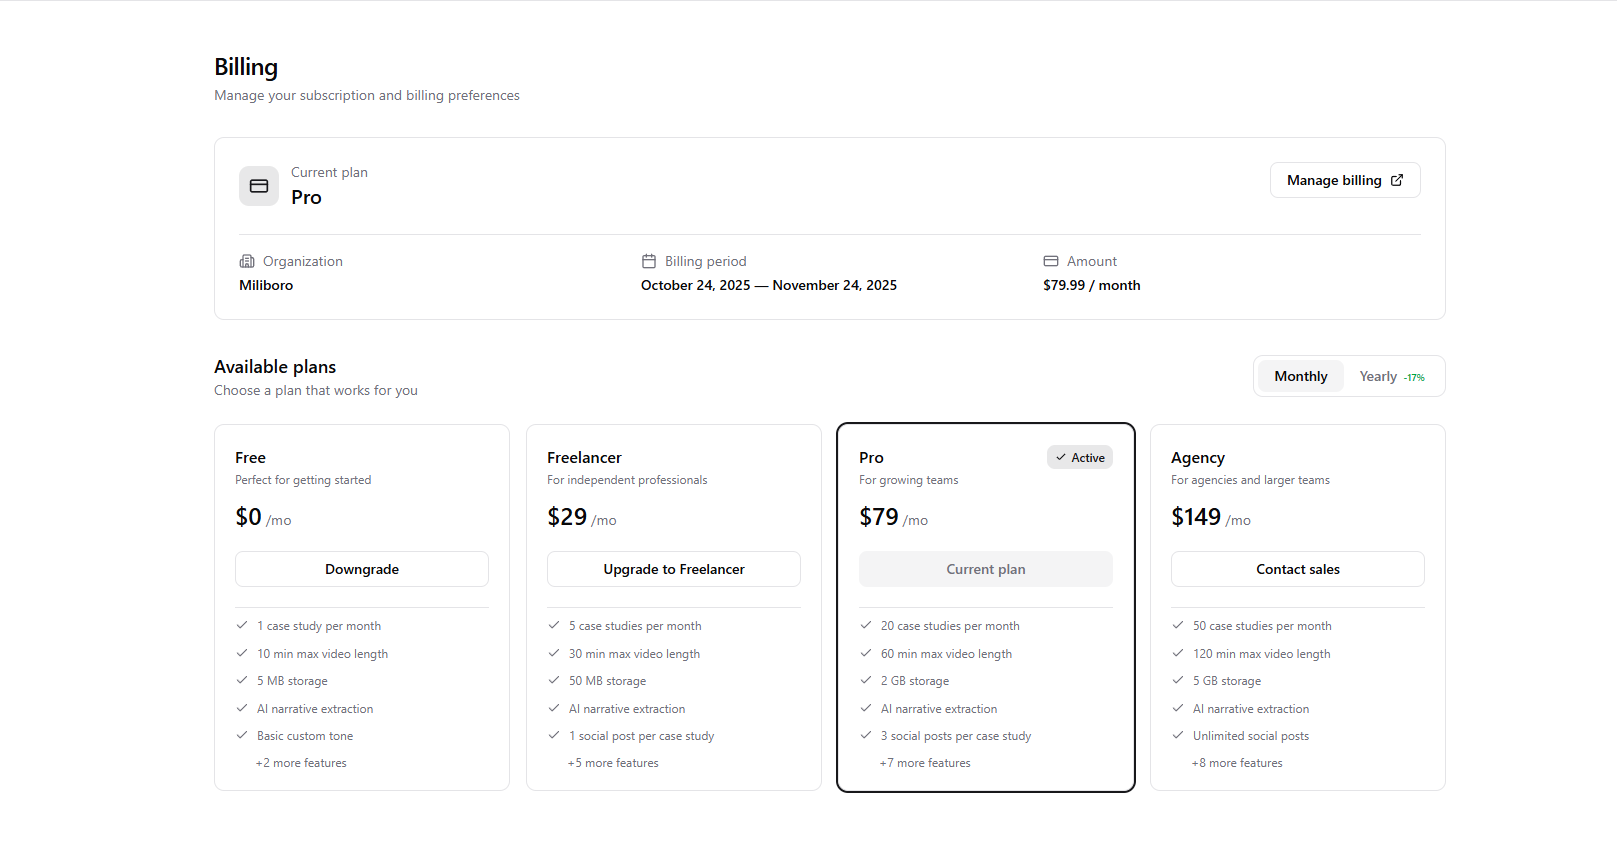 Billing
Manage your subscription and billing preferences
Current plan
Pro
Manage billing
Organization
Miliboro
Billing period
October 24, 2025 — November 24, 2025
Amount
$79.99 / month
Available plans
Choose a plan that works for you
Monthly
Yearly -17%
Free
Perfect for getting started
$0 /mo
Downgrade
1 case study per month
10 min max video length
5 MB storage
AI narrative extraction
Basic custom tone
+2 more features
Freelancer
For independent professionals
$29 /mo
Upgrade to Freelancer
5 case studies per month
30 min max video length
50 MB storage
AI narrative extraction
1 social post per case study
+5 more features
Pro
Active
For growing teams
$79 /mo
Current plan
20 case studies per month
60 min max video length
2 GB storage
AI narrative extraction
3 social posts per case study
+7 more features
Agency
For agencies and larger teams
$149 /mo
Contact sales
50 case studies per month
120 min max video length
5 GB storage
AI narrative extraction
Unlimited social posts
+8 more features